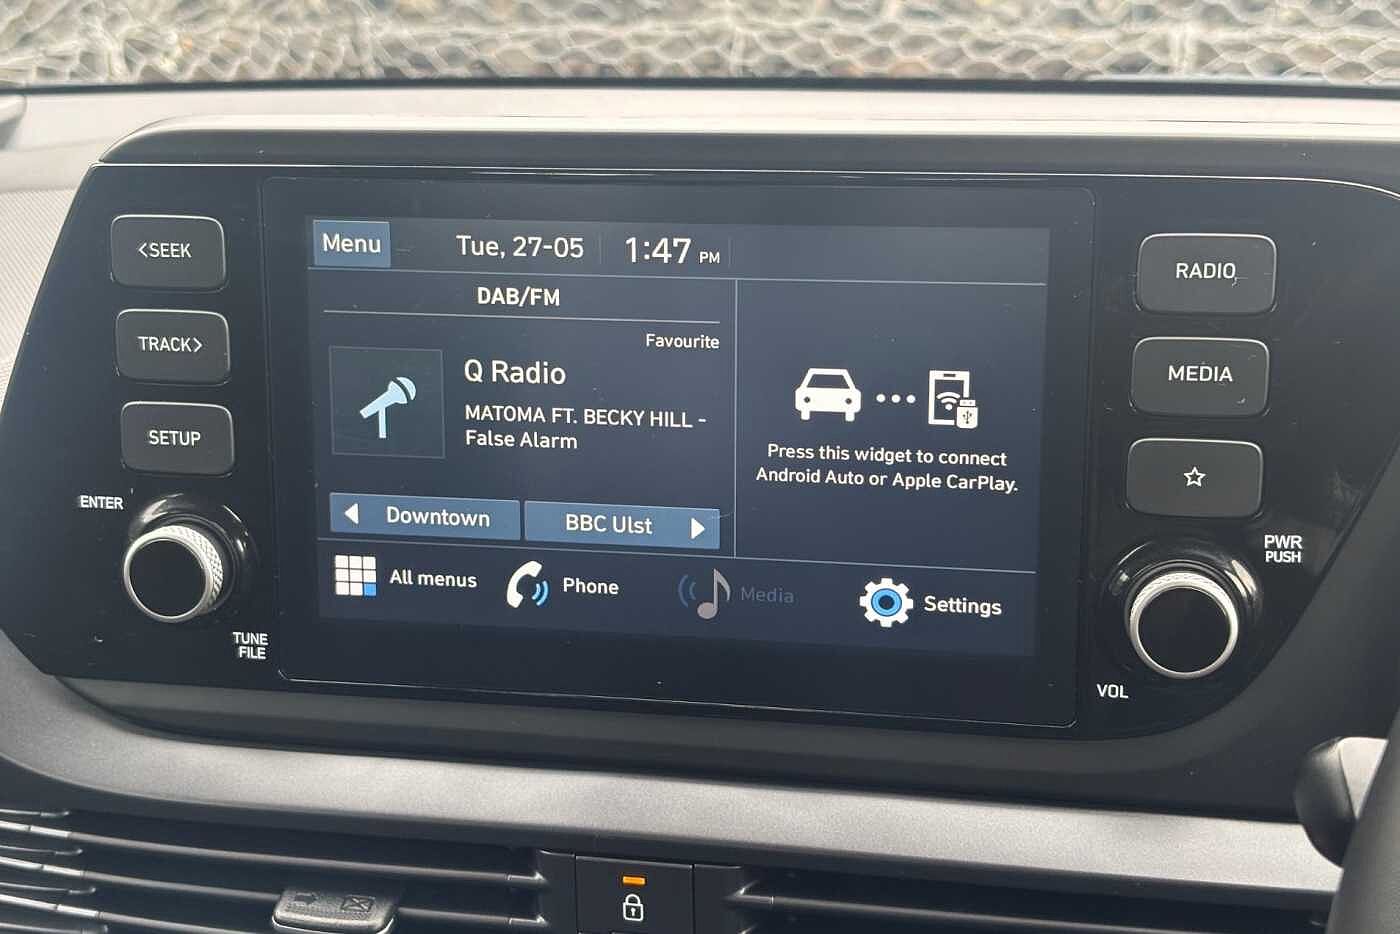 <SEEK
TRACK>
SETUP
ENTER
TUNE
FILE
Menu
Tue, 27-05
1:47 PM
DAB/FM
Favourite
Q Radio
MATOMA FT. BECKY HILL -
False Alarm
Downtown
BBC Ulst
Press this widget to connect
Android Auto or Apple CarPlay.
All menus
Phone
Media
Settings
RADIO
MEDIA
PWR
PUSH
VOL